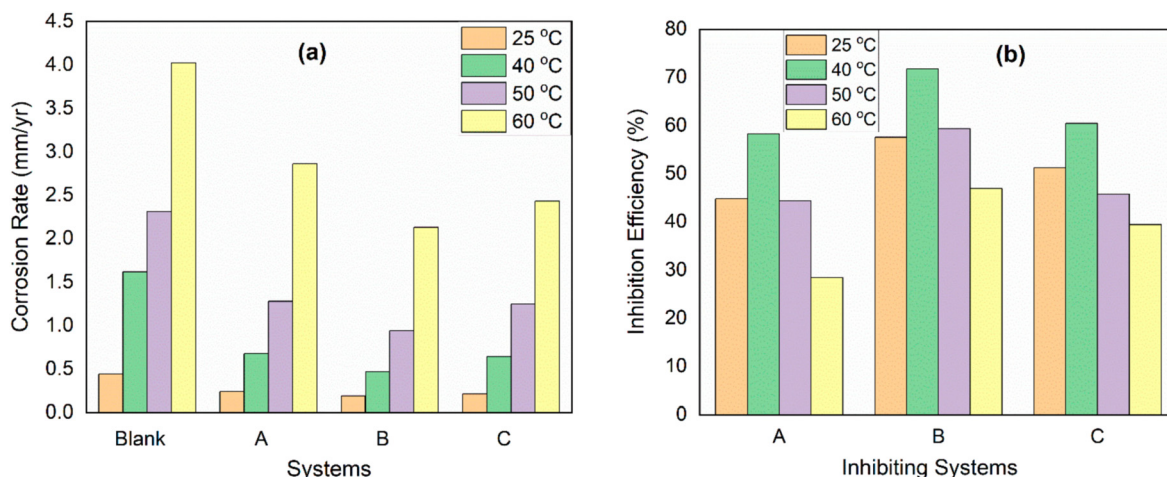 (a)
25 °C
40 °C
50 °C
60 °C
Corrosion Rate (mm/yr)
4.5
4.0
3.5
3.0
2.5
2.0
1.5
1.0
0.5
0.0
Blank A B C
Systems
(b)
25 °C
40 °C
50 °C
60 °C
Inhibition Efficiency (%)
80
70
60
50
40
30
20
10
0
A B C
Inhibiting Systems